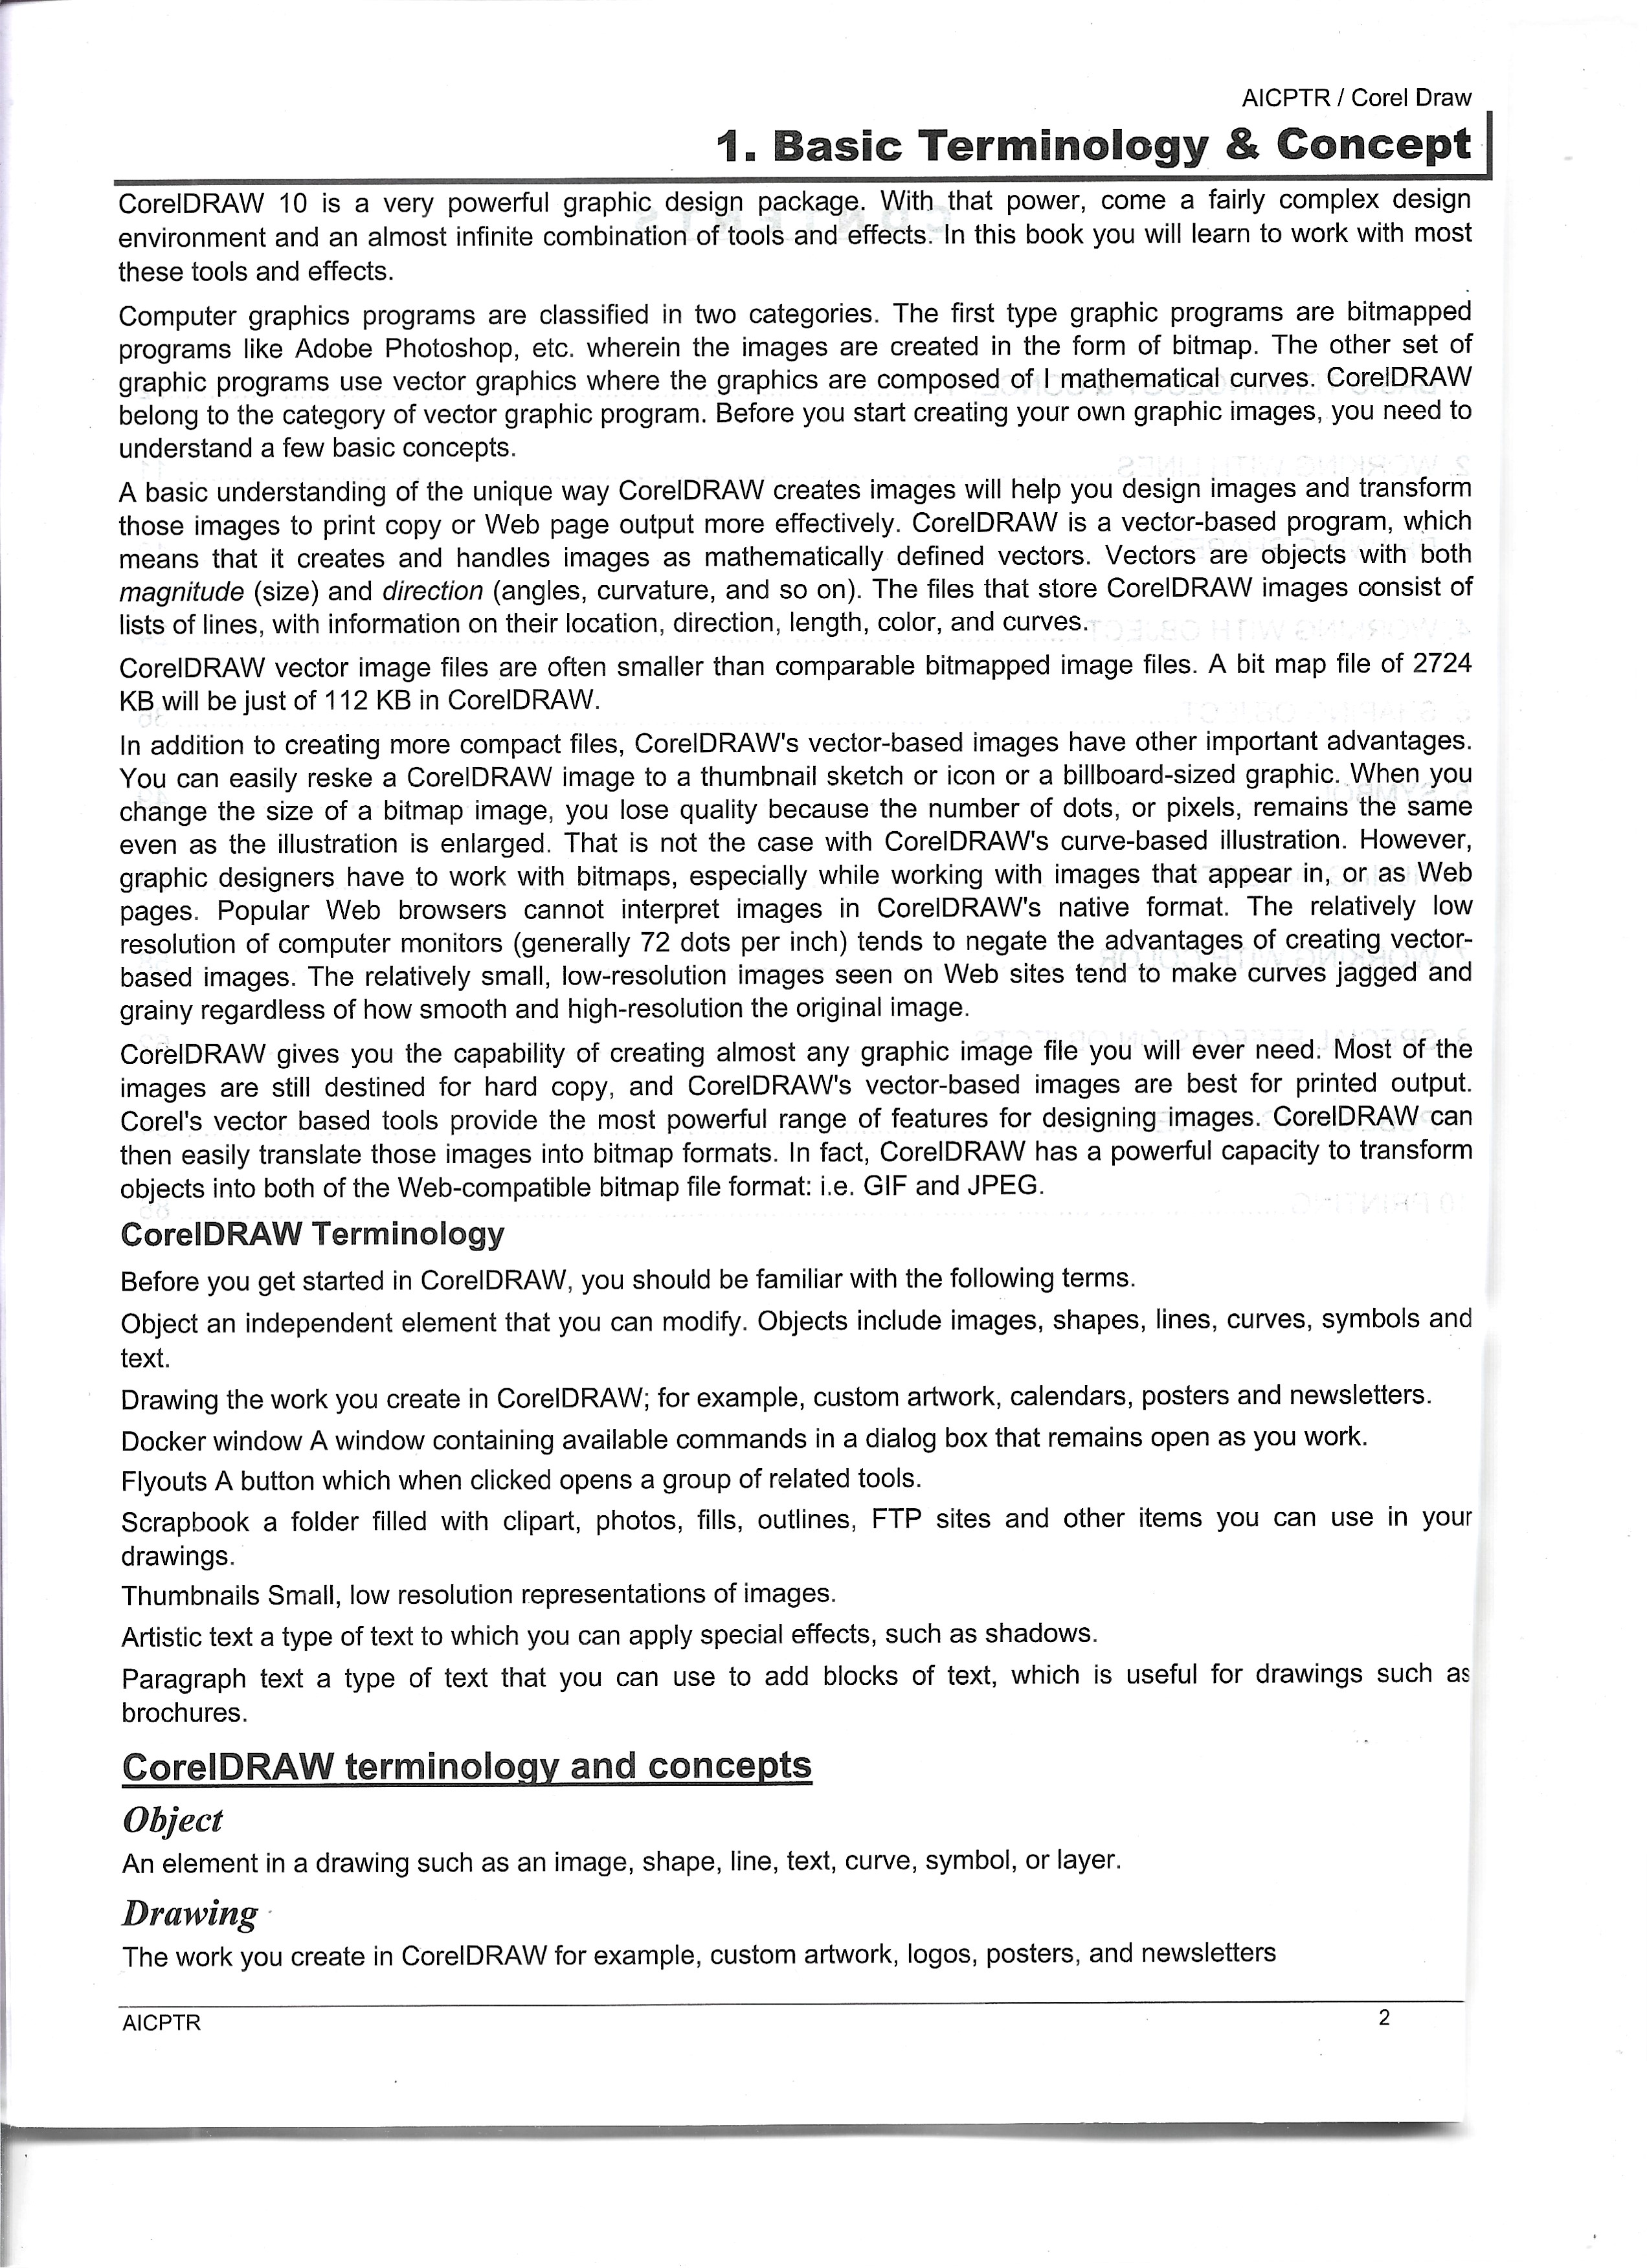 AICPTR / Corel Draw
1. Basic Terminology & Concept
CorelDRAW 10 is a very powerful graphic design package. With that power, come a fairly complex design
environment and an almost infinite combination of tools and effects. In this book you will learn to work with most
these tools and effects.
Computer graphics programs are classified in two categories. The first type graphic programs are bitmapped
programs like Adobe Photoshop, etc. wherein the images are created in the form of bitmap. The other set of
graphic programs use vector graphics where the graphics are composed of I mathematical curves. CorelDRAW
belong to the category of vector graphic program. Before you start creating your own graphic images, you need to
understand a few basic concepts.
A basic understanding of the unique way CorelDRAW creates images will help you design images and transform
those images to print copy or Web page output more effectively. CorelDRAW is a vector-based program, which
means that it creates and handles images as mathematically defined vectors. Vectors are objects with both
magnitude (size) and direction (angles, curvature, and so on). The files that store CorelDRAW images consist of
lists of lines, with information on their location, direction, length, color, and curves.
CorelDRAW vector image files are often smaller than comparable bitmapped image files. A bit map file of 2724
KB will be just of 112 KB in CorelDRAW.
In addition to creating more compact files, CorelDRAW's vector-based images have other important advantages.
You can easily reske a CorelDRAW image to a thumbnail sketch or icon or a billboard-sized graphic. When you
change the size of a bitmap image, you lose quality because the number of dots, or pixels, remains the same
even as the illustration is enlarged. That is not the case with CorelDRAW's curve-based illustration. However,
graphic designers have to work with bitmaps, especially while working with images that appear in, or as Web
pages. Popular Web browsers cannot interpret images in CorelDRAW's native format. The relatively low
resolution of computer monitors (generally 72 dots per inch) tends to negate the advantages of creating vector-
based images. The relatively small, low-resolution images seen on Web sites tend to make curves jagged and
grainy regardless of how smooth and high-resolution the original image.
CorelDRAW gives you the capability of creating almost any graphic image file you will ever need. Most of the
images are still destined for hard copy, and CorelDRAW's vector-based images are best for printed output.
Corel's vector based tools provide the most powerful range of features for designing images. CorelDRAW can
then easily translate those images into bitmap formats. In fact, CorelDRAW has a powerful capacity to transform
objects into both of the Web-compatible bitmap file format: i.e. GIF and JPEG.
CorelDRAW Terminology
Before you get started in CorelDRAW, you should be familiar with the following terms.
Object an independent element that you can modify. Objects include images, shapes, lines, curves, symbols and
text.
Drawing the work you create in CorelDRAW; for example, custom artwork, calendars, posters and newsletters.
Docker window A window containing available commands in a dialog box that remains open as you work.
Flyouts A button which when clicked opens a group of related tools.
Scrapbook a folder filled with clipart, photos, fills, outlines, FTP sites and other items you can use in your
drawings.
Thumbnails Small, low resolution representations of images.
Artistic text a type of text to which you can apply special effects, such as shadows.
Paragraph text a type of text that you can use to add blocks of text, which is useful for drawings such as
brochures.
CorelDRAW terminology and concepts
Object
An element in a drawing such as an image, shape, line, text, curve, symbol, or layer.
Drawing
The work you create in CorelDRAW for example, custom artwork, logos, posters, and newsletters
AICPTR 2